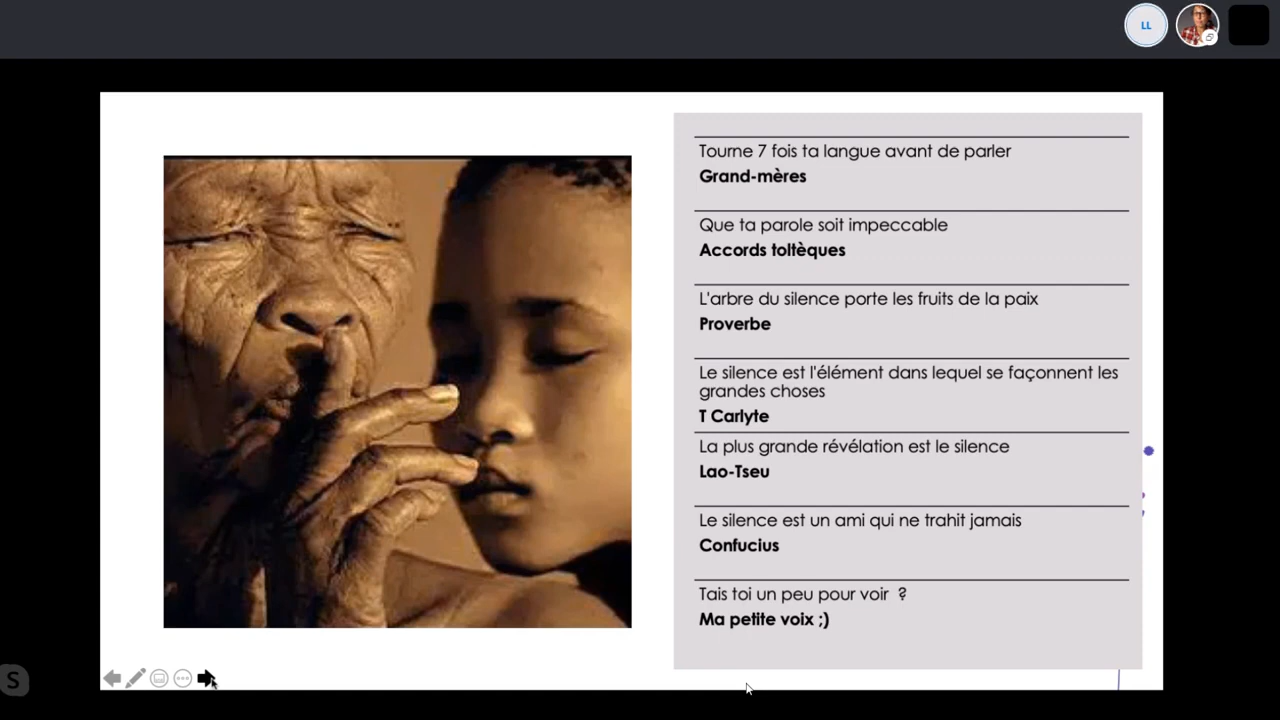 LL
Tourne 7 fois ta langue avant de parler
Grand-mères
Que ta parole soit impeccable
Accords toltèques
L'arbre du silence porte les fruits de la paix
Proverbe
Le silence est l'élément dans lequel se façonnent les
grandes choses
T Carlyte
La plus grande révélation est le silence
Lao-Tseu
Le silence est un ami qui ne trahit jamais
Confucius
Tais toi un peu pour voir  ?
Ma petite voix ;)
S